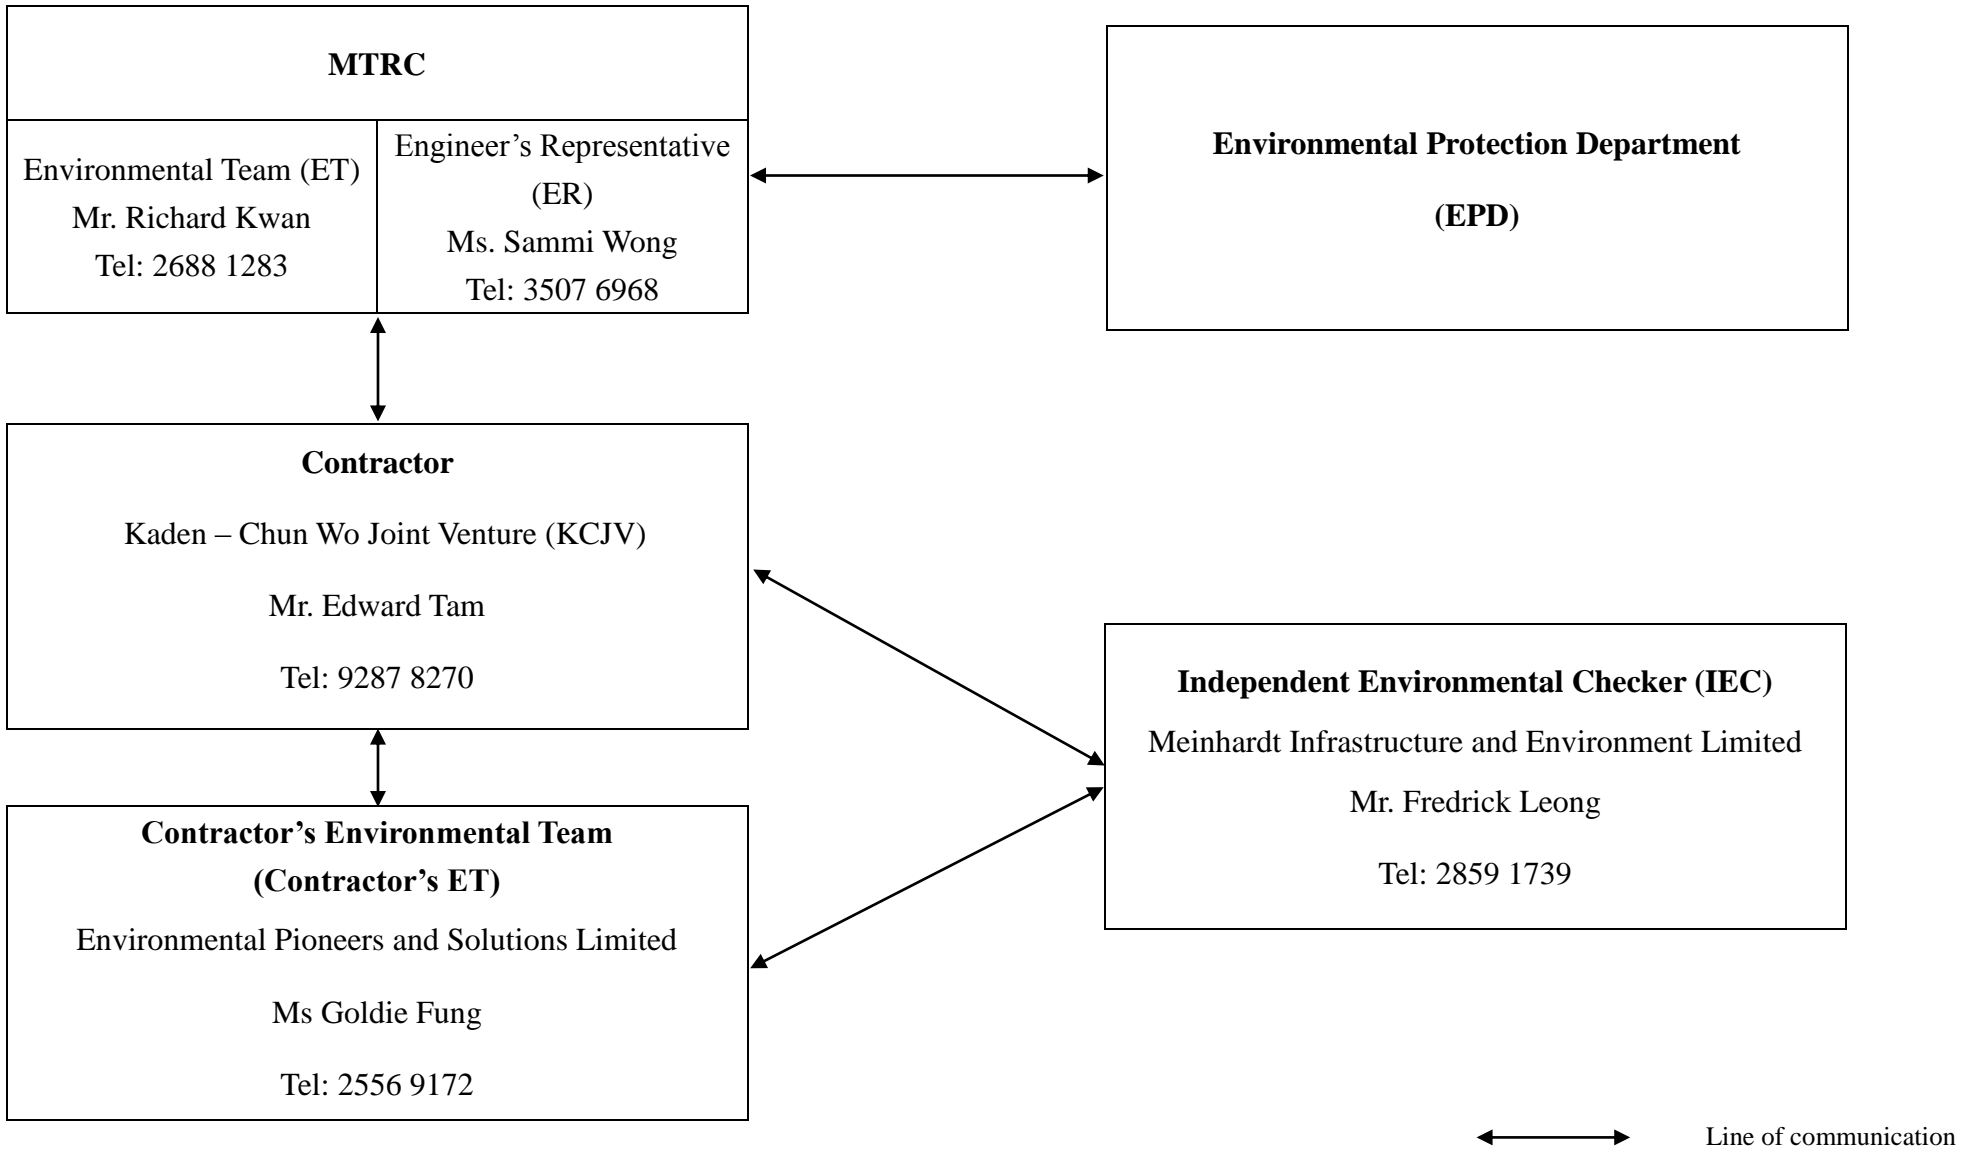 MTRC
Environmental Team (ET)
Mr. Richard Kwan
Tel: 2688 1283
Engineer’s Representative
(ER)
Ms. Sammi Wong
Tel: 3507 6968
Environmental Protection Department
(EPD)
Contractor
Kaden – Chun Wo Joint Venture (KCJV)
Mr. Edward Tam
Tel: 9287 8270
Independent Environmental Checker (IEC)
Meinhardt Infrastructure and Environment Limited
Mr. Fredrick Leong
Tel: 2859 1739
Contractor’s Environmental Team
(Contractor’s ET)
Environmental Pioneers and Solutions Limited
Ms Goldie Fung
Tel: 2556 9172
Line of communication